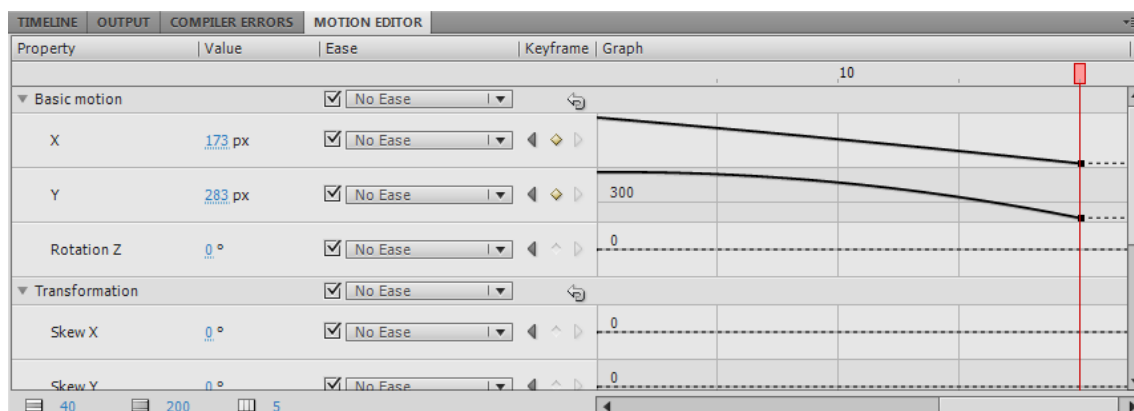 TIMELINE OUTPUT COMPILER ERRORS MOTION EDITOR
Property Value Ease Keyframe Graph
10
Basic motion No Ease
X 173 px No Ease
Y 283 px No Ease 300
Rotation Z 0 ° No Ease 0
Transformation No Ease
Skew X 0 ° No Ease 0
Skew Y 0 ° No Ease 0
40 200 5